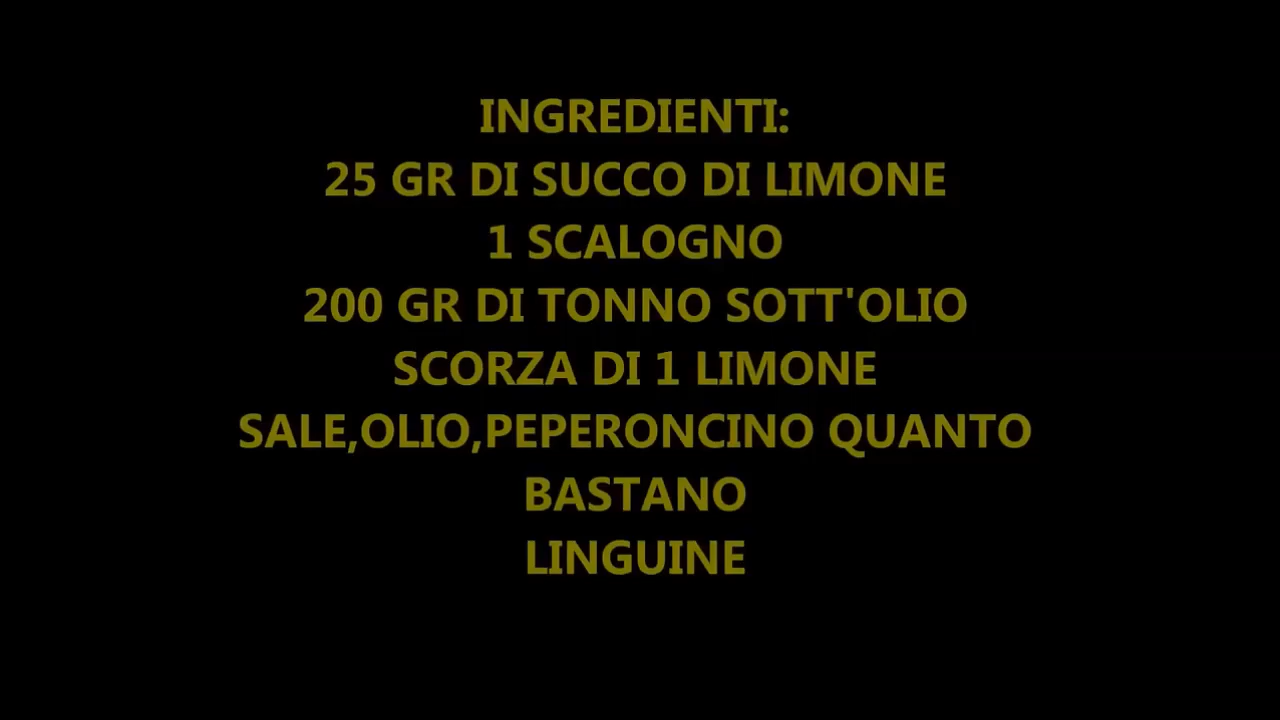 INGREDIENTI:
25 GR DI SUCCO DI LIMONE
1 SCALOGNO
200 GR DI TONNO SOTT'OLIO
SCORZA DI 1 LIMONE
SALE,OLIO,PEPERONCINO QUANTO
BASTANO
LINGUINE